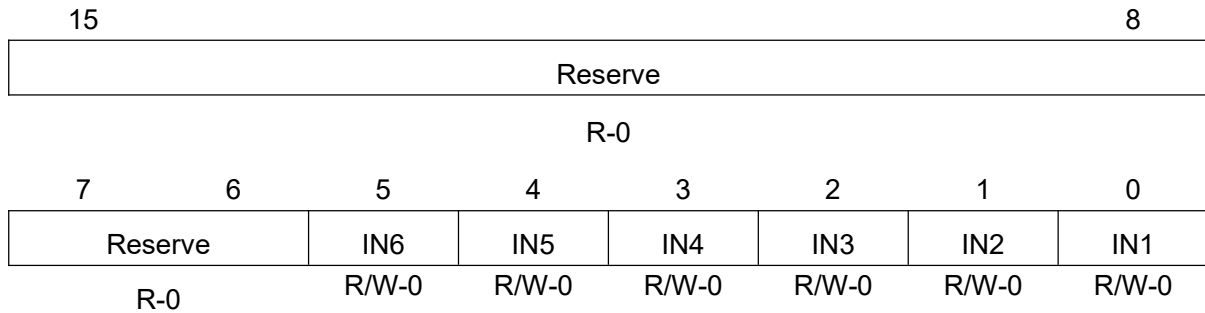 15 8
Reserve
R-0
7 6 5 4 3 2 1 0
Reserve IN6 IN5 IN4 IN3 IN2 IN1
R-0 R/W-0 R/W-0 R/W-0 R/W-0 R/W-0 R/W-0